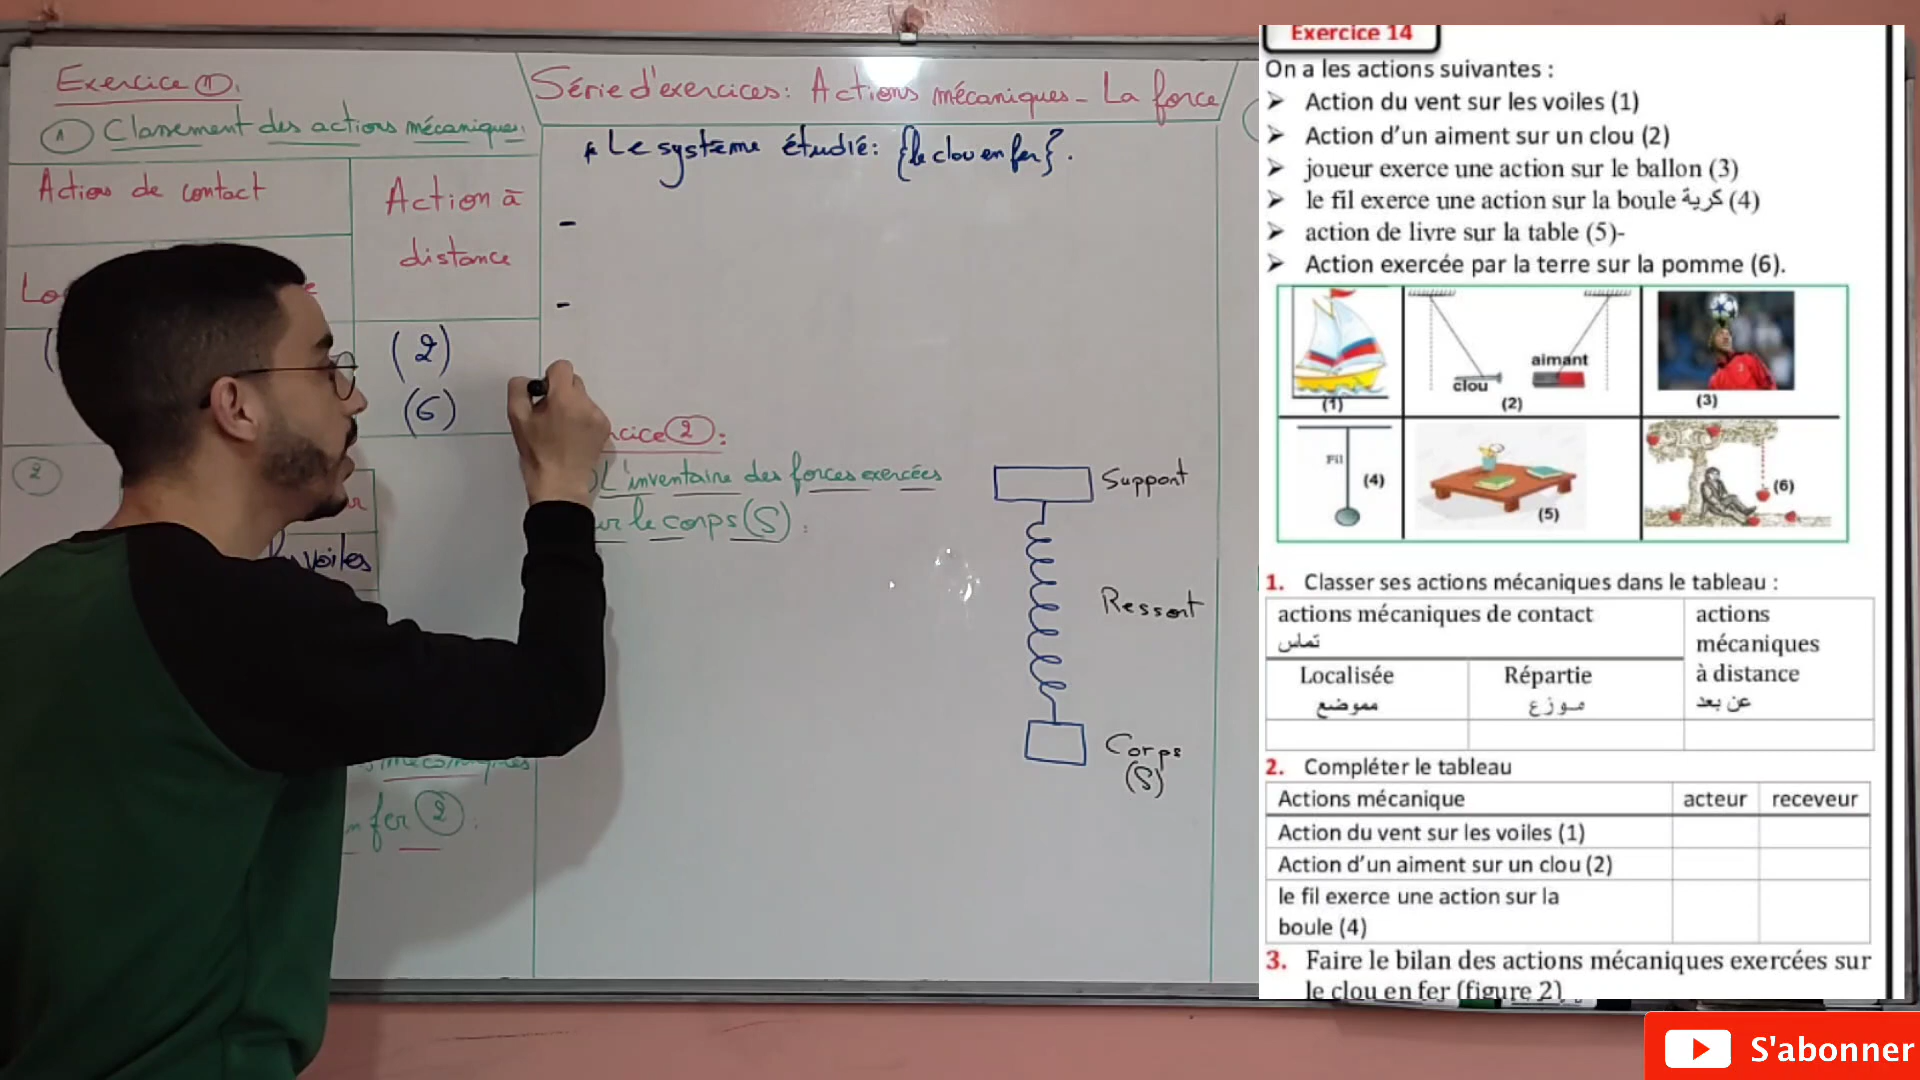 Exercice 1.
1 Classement des actions mécaniques:
Action de contact
Action à
distance
(2)
(6)
2
voiles
fer 2 :
Série d'exercices: Actions mécaniques - La force
* Le système étudié: {le clou en fer}.
-
-
2 :
L'inventaire des forces exercées
le corps (S) :
Support
Ressort
Corps
(S)
Exercice 14
On a les actions suivantes :
➢ Action du vent sur les voiles (1)
➢ Action d'un aiment sur un clou (2)
➢ joueur exerce une action sur le ballon (3)
➢ le fil exerce une action sur la boule كرية (4)
➢ action de livre sur la table (5)-
➢ Action exercée par la terre sur la pomme (6).
(1)
clou
aimant
(2)
(3)
Fil
(4)
(5)
(6)
1. Classer ses actions mécaniques dans le tableau :
actions mécaniques de contact
تماس
actions
mécaniques
à distance
عن بعد
Localisée
مموضع
Répartie
موزع
2. Compléter le tableau
Actions mécanique acteur receveur
Action du vent sur les voiles (1)
Action d'un aiment sur un clou (2)
le fil exerce une action sur la
boule (4)
3. Faire le bilan des actions mécaniques exercées sur
le clou en fer (figure 2)
S'abonner